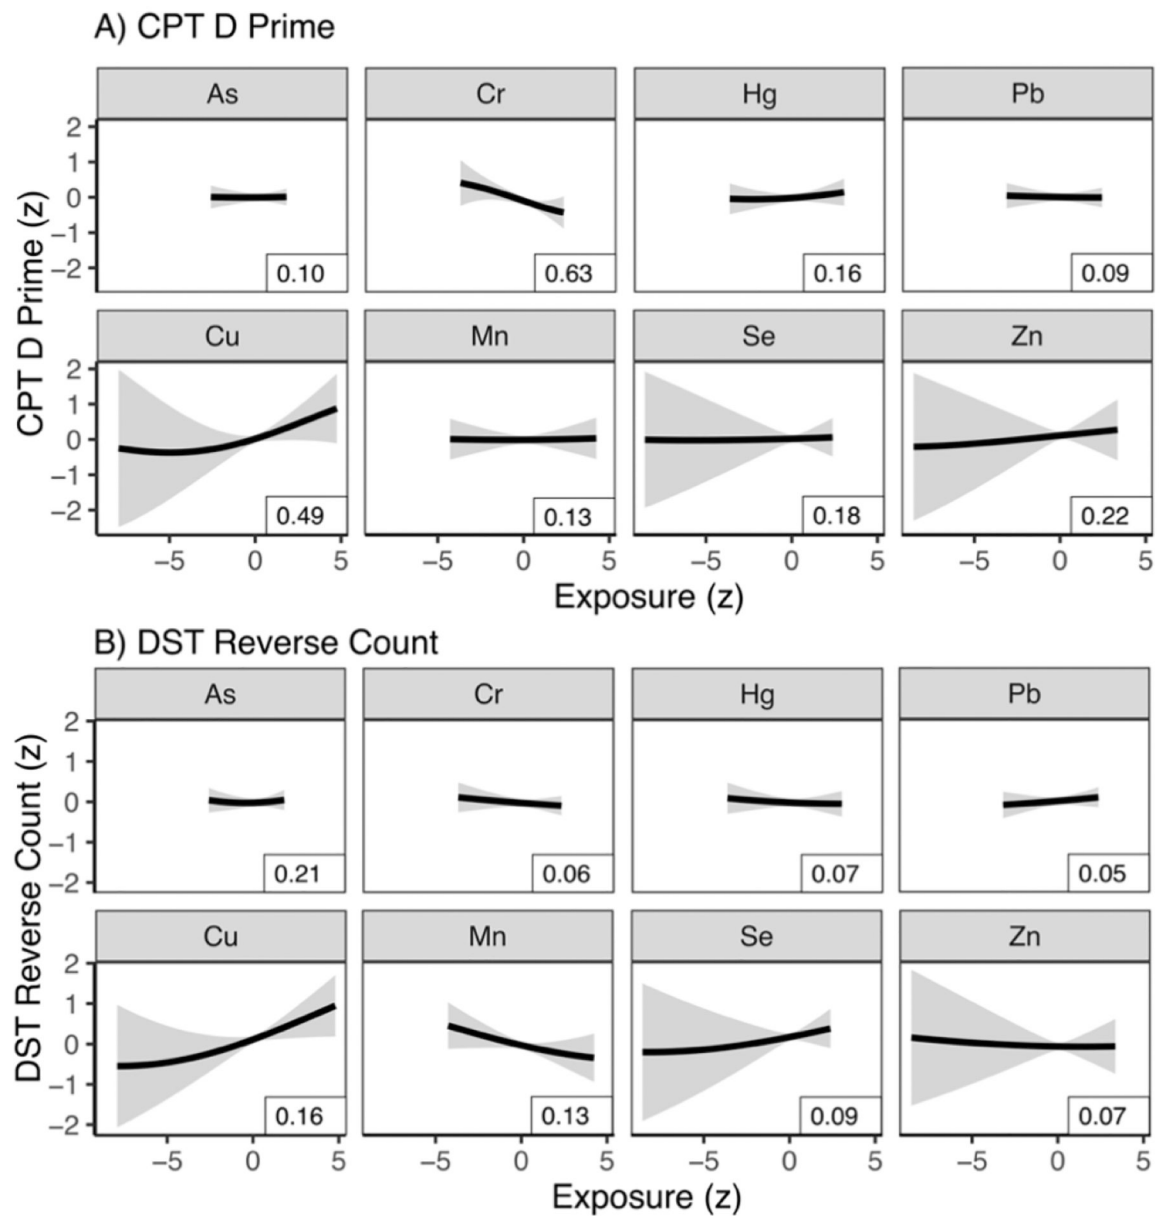 A) CPT D Prime
As Cr Hg Pb
2
1
0
−1
−2
0.10 0.63 0.16 0.09
Cu Mn Se Zn
2
1
0
−1
−2
0.49 0.13 0.18 0.22
−5 0 5 −5 0 5 −5 0 5 −5 0 5
CPT D Prime (z)
Exposure (z)
B) DST Reverse Count
As Cr Hg Pb
2
1
0
−1
−2
0.21 0.06 0.07 0.05
Cu Mn Se Zn
2
1
0
−1
−2
0.16 0.13 0.09 0.07
−5 0 5 −5 0 5 −5 0 5 −5 0 5
DST Reverse Count (z)
Exposure (z)